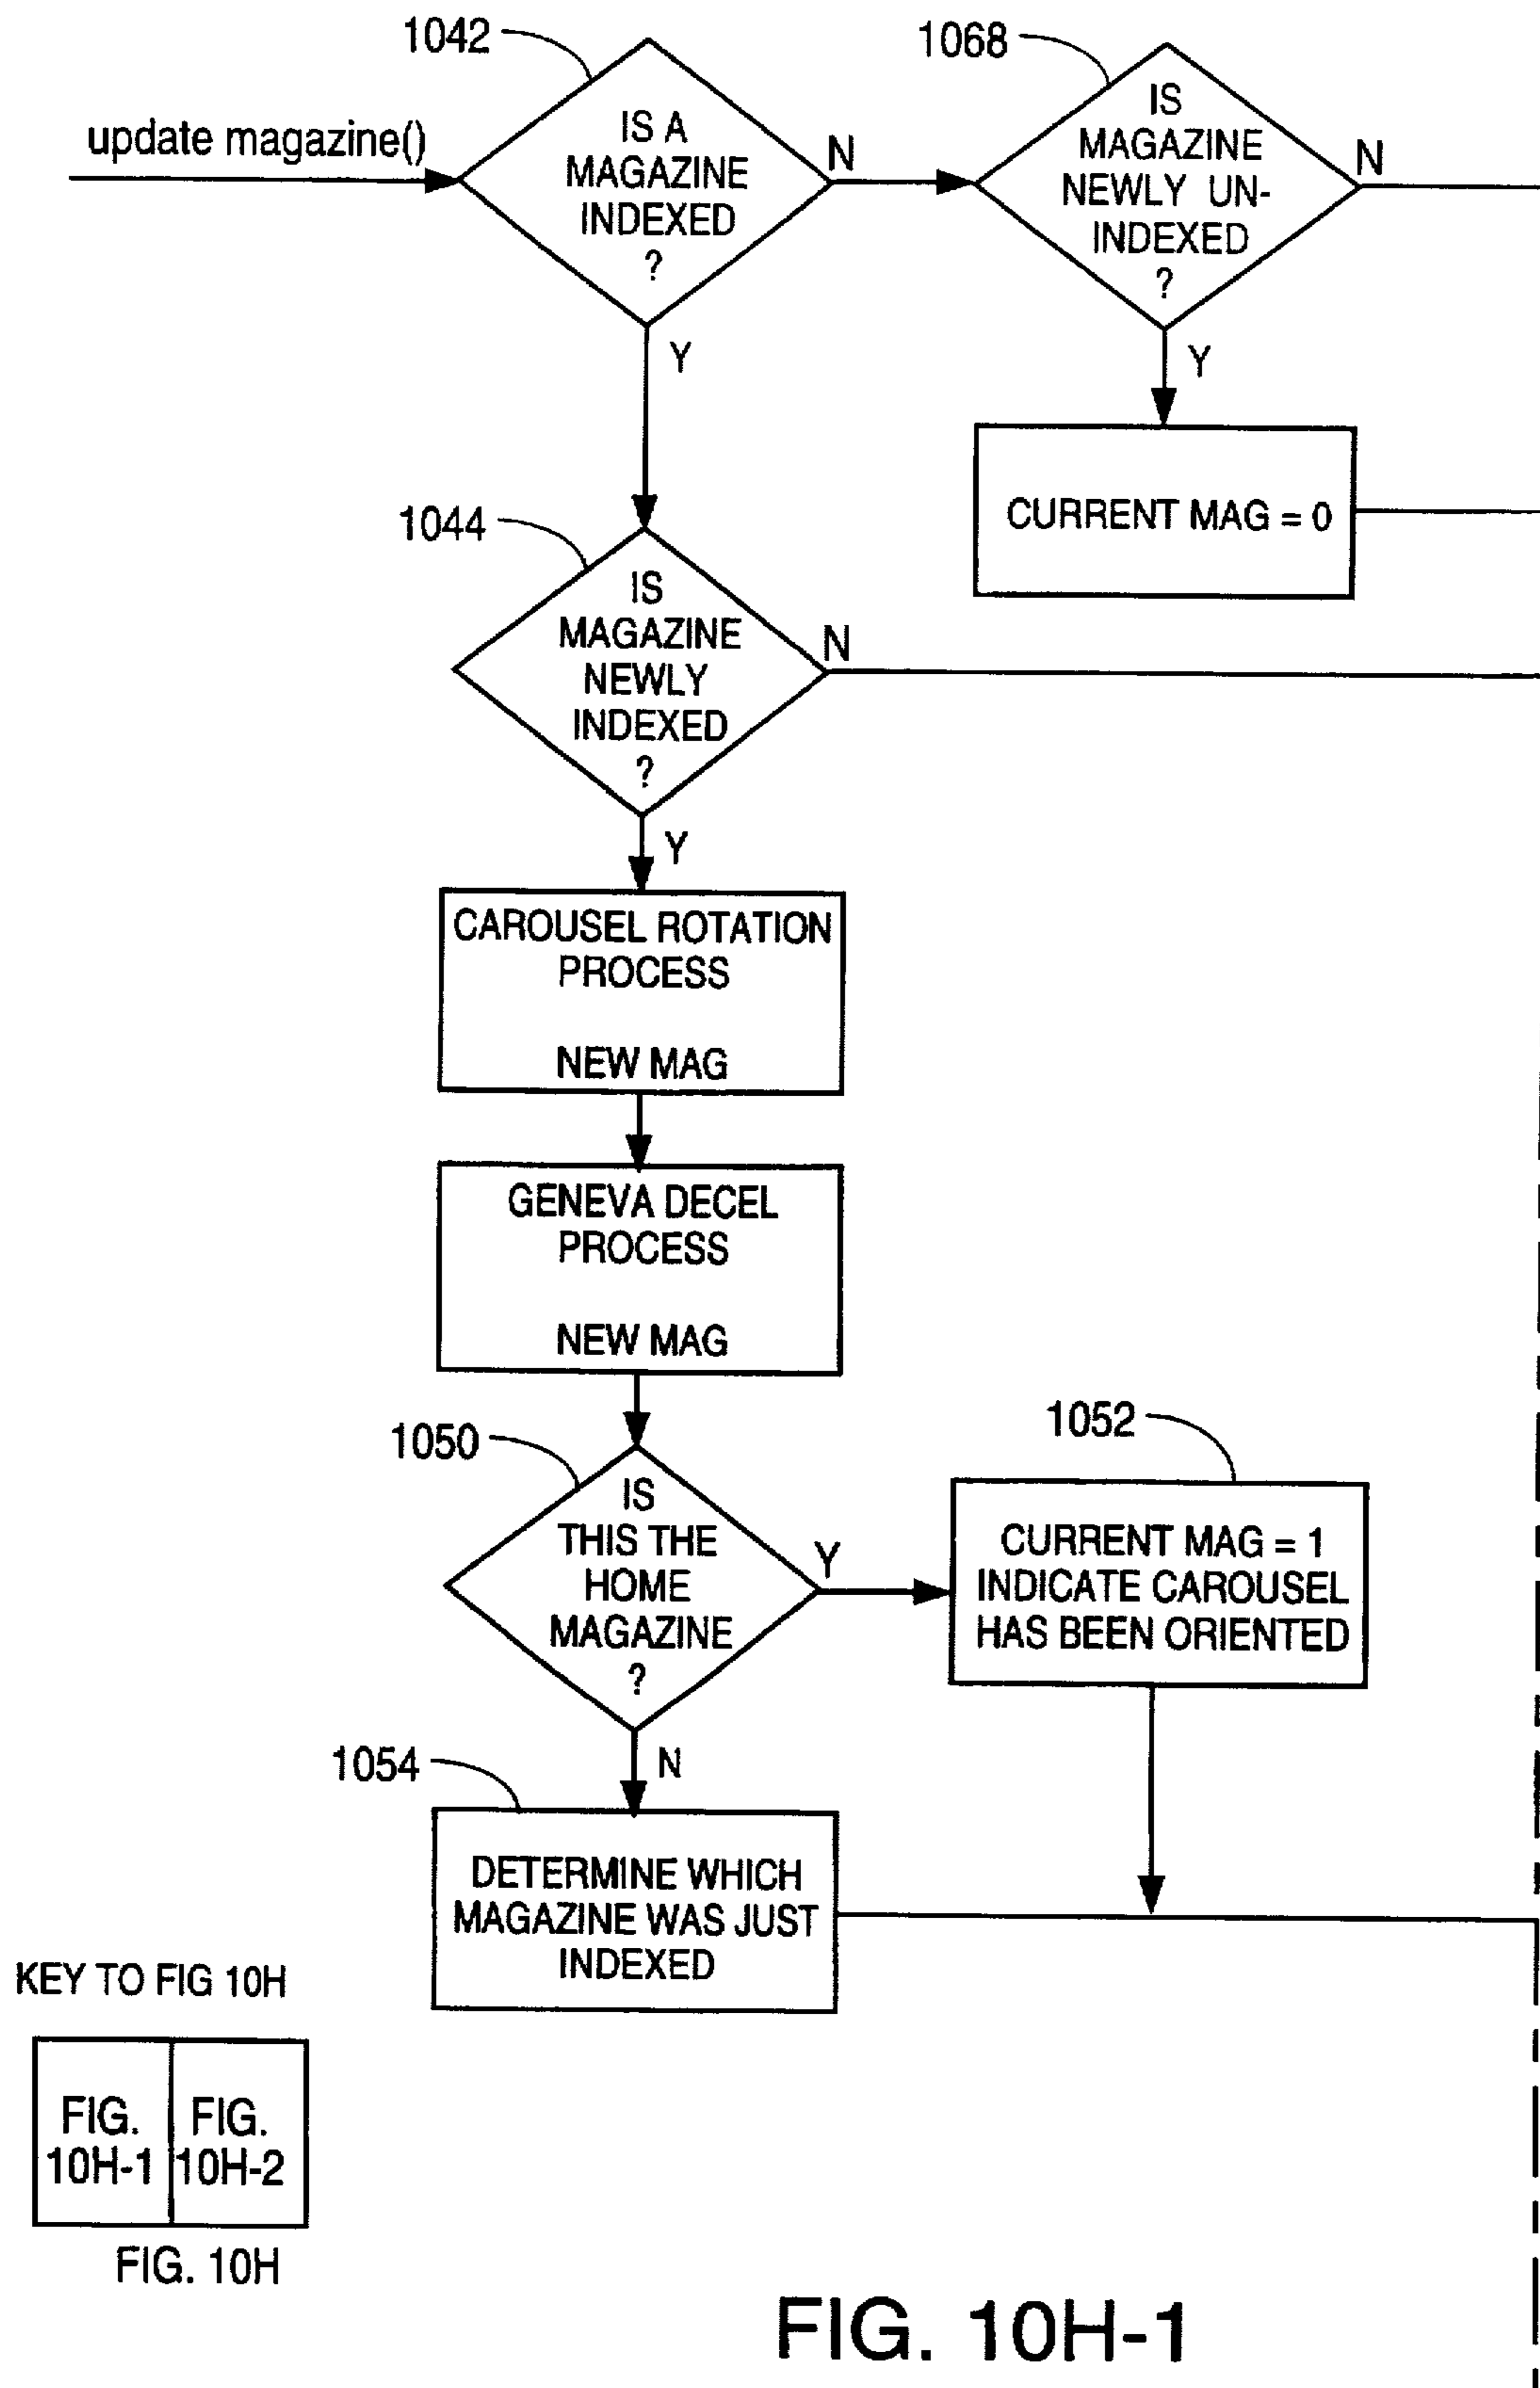 1042
1068
update magazine()
IS A
MAGAZINE
INDEXED
?
N
IS
MAGAZINE
NEWLY UN-
INDEXED
?
N
Y
Y
CURRENT MAG = 0
1044
IS
MAGAZINE
NEWLY
INDEXED
?
N
Y
CAROUSEL ROTATION
PROCESS
NEW MAG
GENEVA DECEL
PROCESS
NEW MAG
1050
IS
THIS THE
HOME
MAGAZINE
?
Y
1052
CURRENT MAG = 1
INDICATE CAROUSEL
HAS BEEN ORIENTED
N
1054
DETERMINE WHICH
MAGAZINE WAS JUST
INDEXED
KEY TO FIG 10H
FIG.
10H-1
FIG.
10H-2
FIG. 10H
FIG. 10H-1